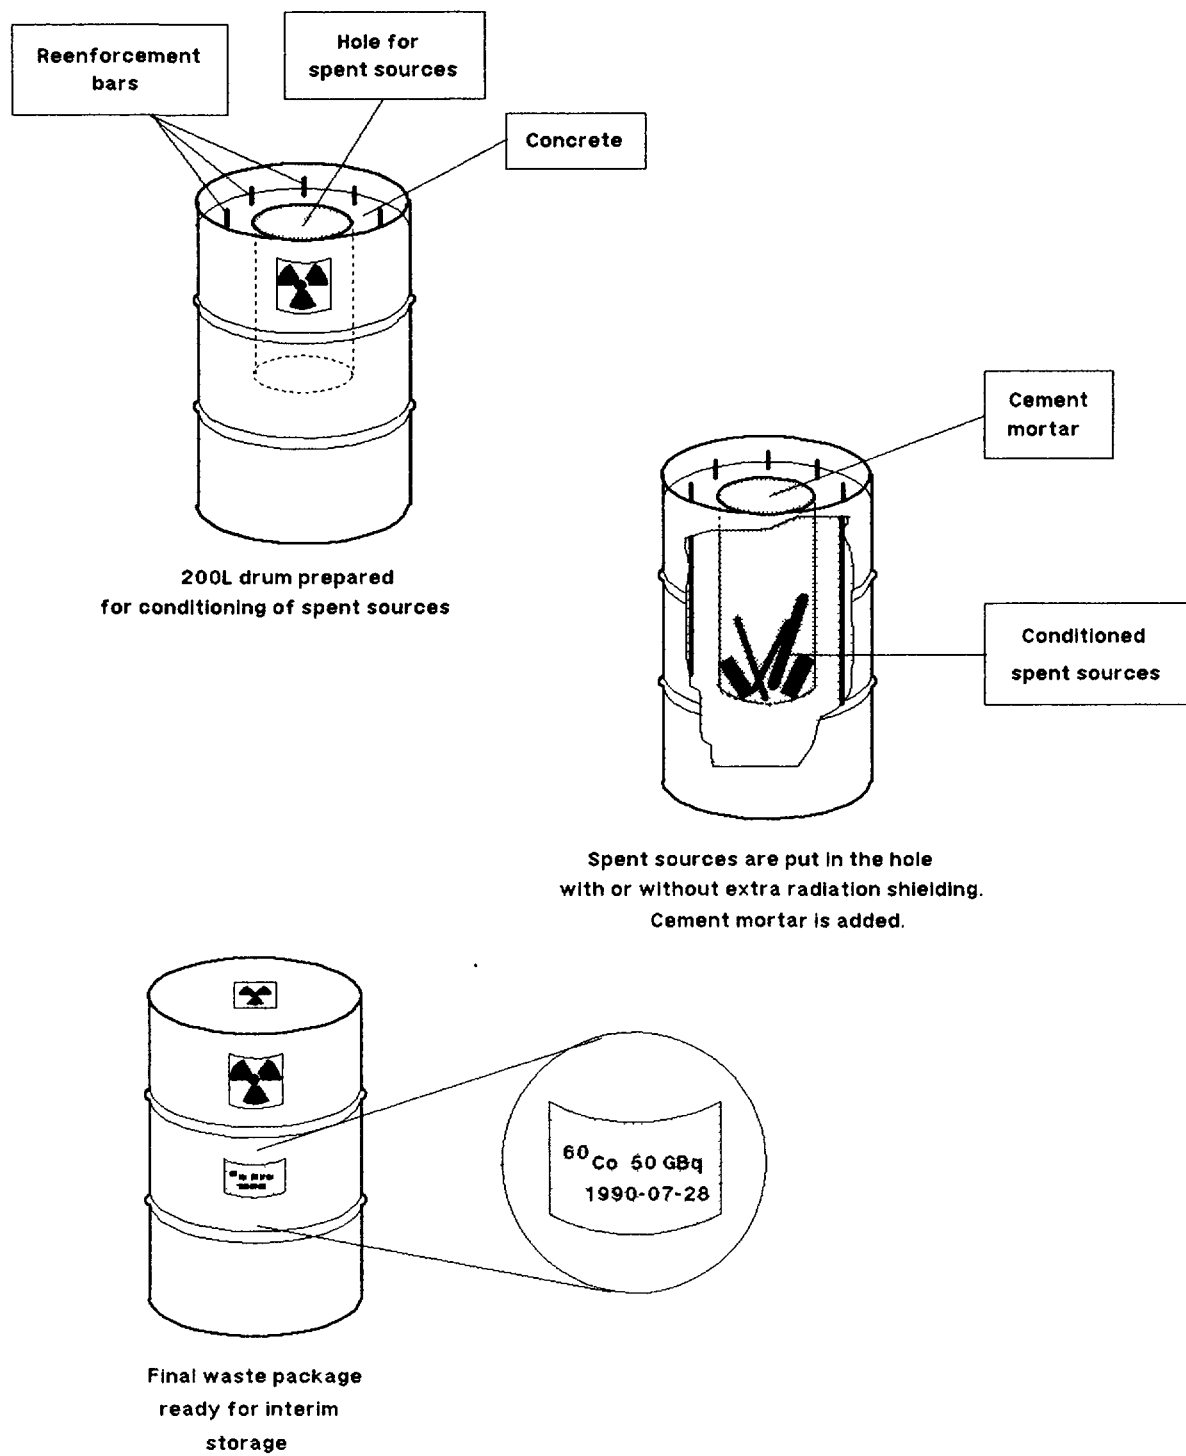 Reenforcement
bars
Hole for
spent sources
Concrete
200L drum prepared
for conditioning of spent sources
Cement
mortar
Conditioned
spent sources
Spent sources are put in the hole
with or without extra radiation shielding.
Cement mortar is added.
60Co 50 GBq
1990-07-28
Final waste package
ready for interim
storage